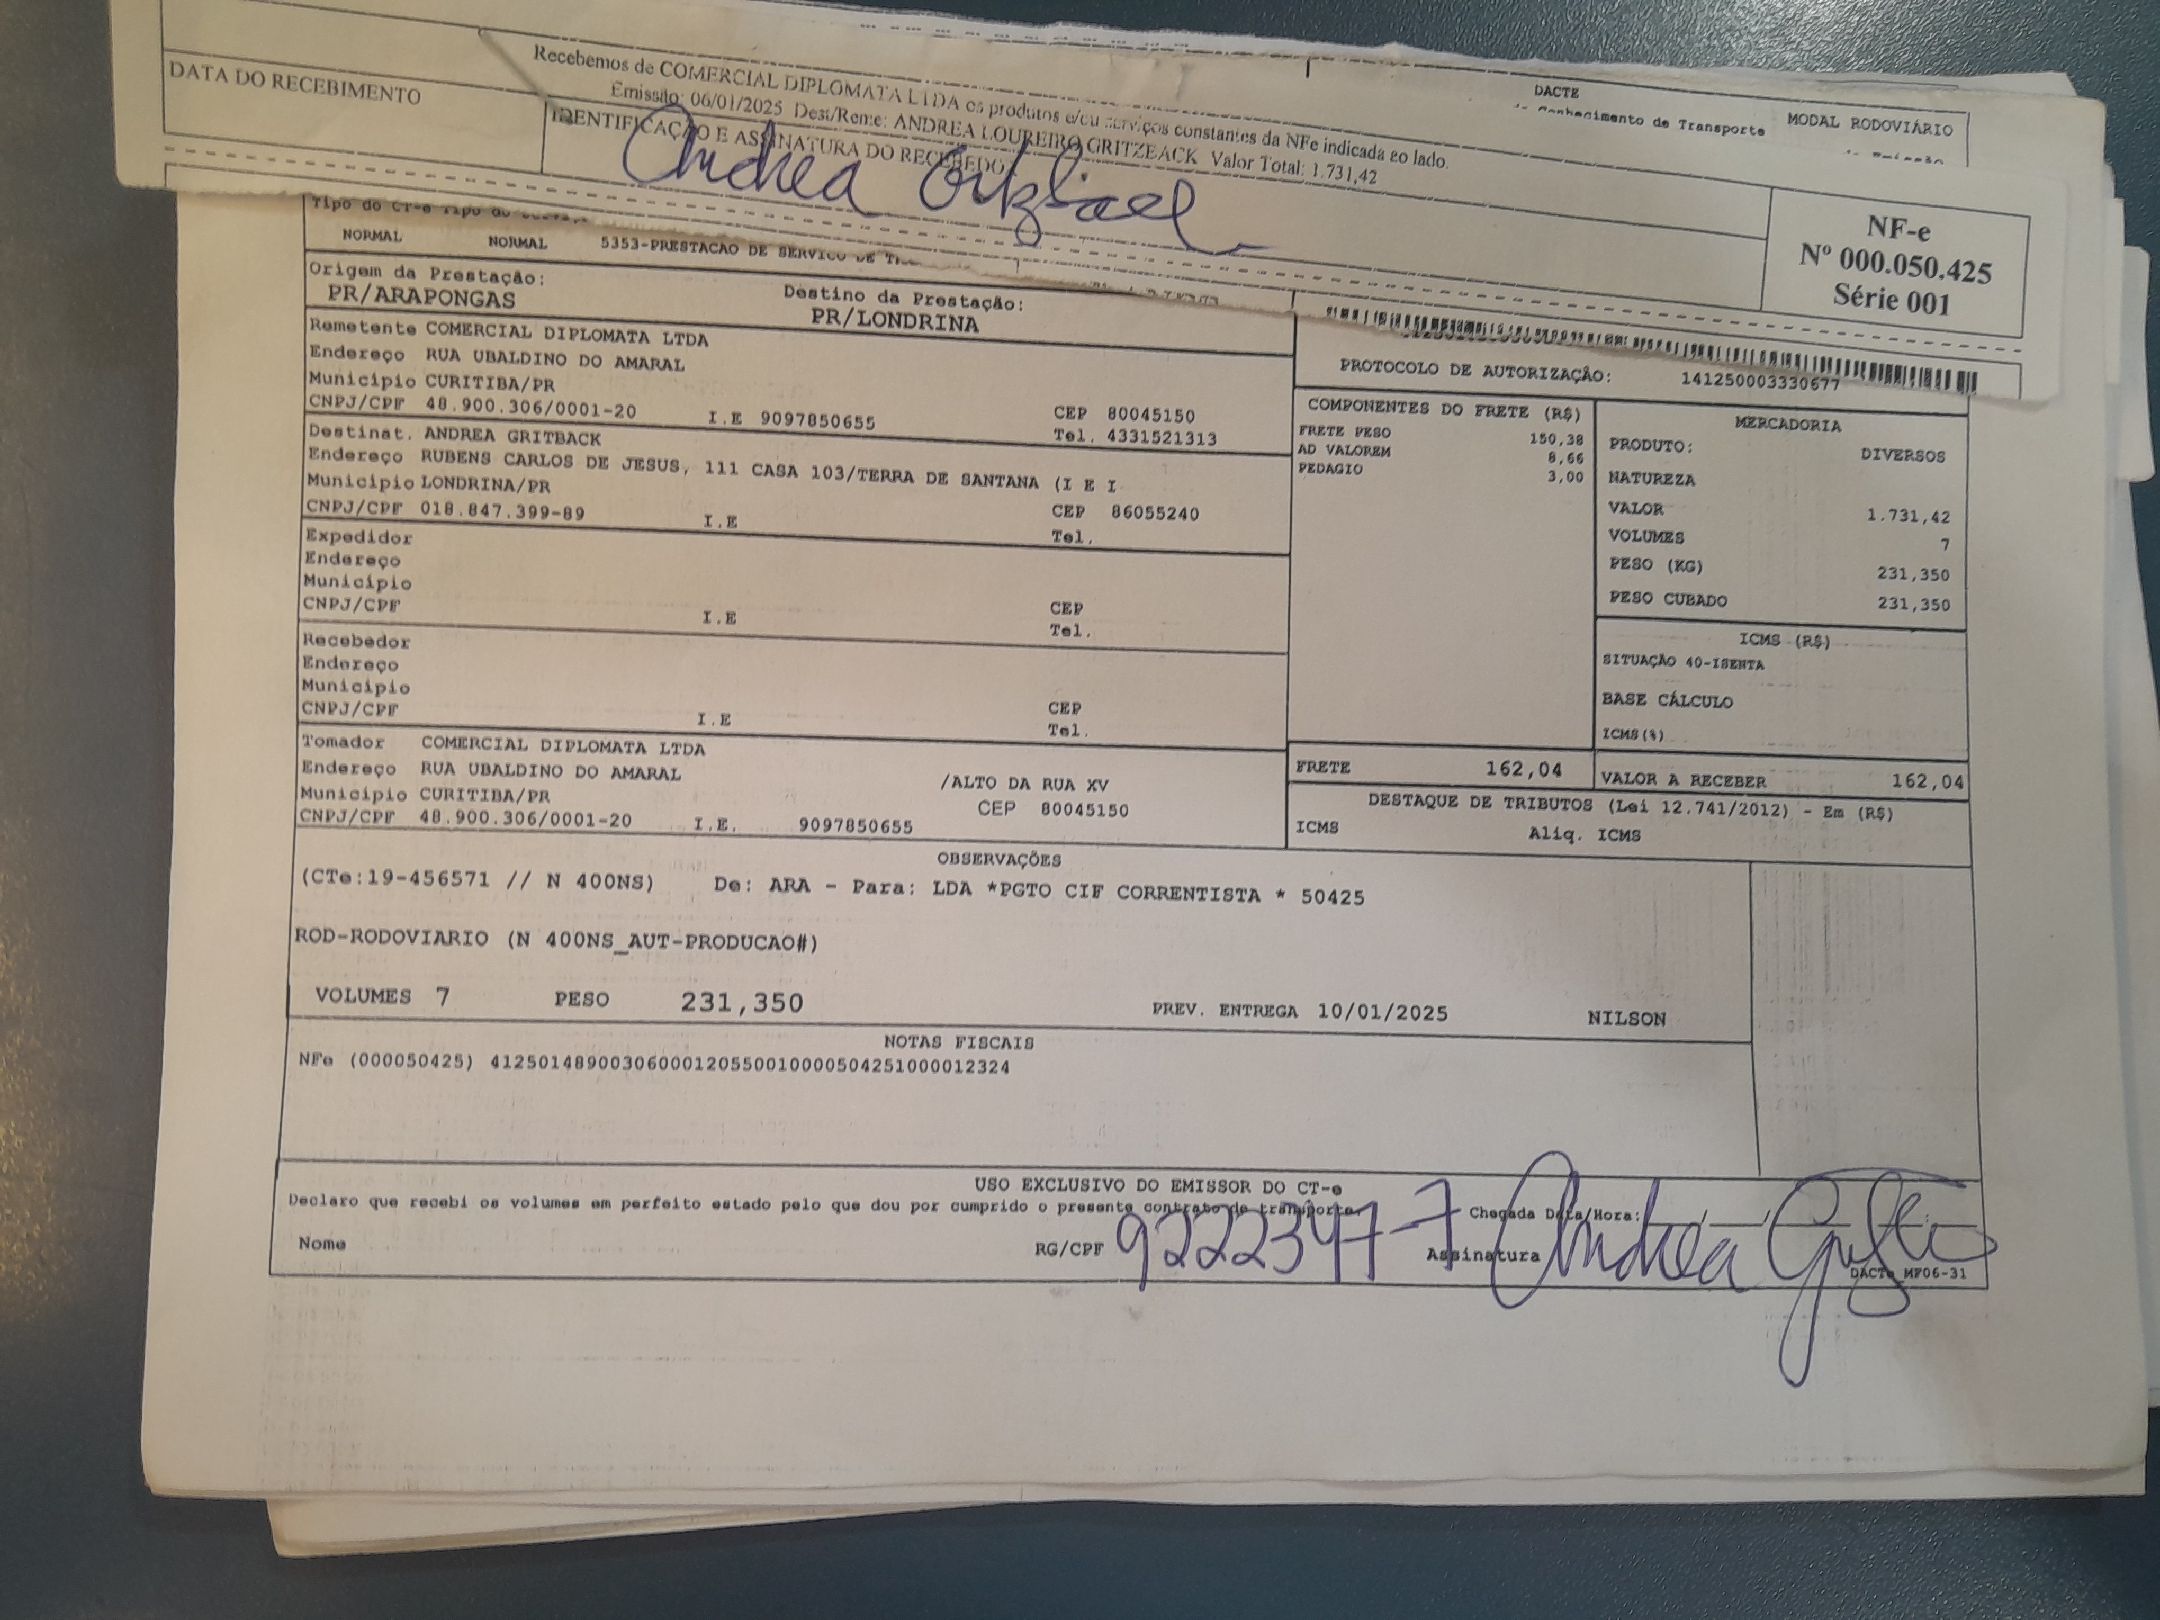 DACTE
MODAL RODOVIÁRIO
de Transporte
Recebemos de COMERCIAL DIPLOMATA LTDA os produtos e/ou serviços constantes da NFe indicada ao lado.
Emissão: 06/01/2025 Dest/Reme: ANDREA LOUREIRO GRITZBACK Valor Total: 1.731,42
DATA DO RECEBIMENTO
IDENTIFICAÇÃO E ASSINATURA DO RECEBEDO
Andrea
NF-e
Nº 000.050.425
Série 001
Tipo do CT-e Tipo do
NORMAL NORMAL 5353-PRESTACAO DE SERVICO DE
Origem da Prestação: Destino da Prestação:
PR/ARAPONGAS PR/LONDRINA
Remetente COMERCIAL DIPLOMATA LTDA
Endereço RUA UBALDINO DO AMARAL
Município CURITIBA/PR CEP 80045150
CNPJ/CPF 48.900.306/0001-20 I.E 9097850655 Tel. 4331521313
Destinat. ANDREA GRITBACK
Endereço RUBENS CARLOS DE JESUS, 111 CASA 103/TERRA DE SANTANA (I E I
Município LONDRINA/PR CEP 86055240
CNPJ/CPF 018.847.399-89 I.E Tel.
Expedidor
Endereço
Município CEP
CNPJ/CPF I.E Tel.
Recebedor
Endereço
Município CEP
CNPJ/CPF I.E Tel.
Tomador COMERCIAL DIPLOMATA LTDA
Endereço RUA UBALDINO DO AMARAL /ALTO DA RUA XV
Município CURITIBA/PR CEP 80045150
CNPJ/CPF 48.900.306/0001-20 I.E. 9097850655
PROTOCOLO DE AUTORIZAÇÃO: 141250003330677
COMPONENTES DO FRETE (R$)
FRETE PESO 150,38
AD VALOREM 8,66
PEDAGIO 3,00
MERCADORIA
PRODUTO: DIVERSOS
NATUREZA
VALOR 1.731,42
VOLUMES 7
PESO (KG) 231,350
PESO CUBADO 231,350
ICMS (R$)
SITUAÇÃO 40-ISENTA
BASE CÁLCULO
ICMS(%)
FRETE 162,04 VALOR A RECEBER 162,04
DESTAQUE DE TRIBUTOS (Lei 12.741/2012) - Em (R$)
ICMS Aliq. ICMS
OBSERVAÇÕES
(CTe:19-456571 // N 400NS) De: ARA - Para: LDA *PGTO CIF CORRENTISTA * 50425
ROD-RODOVIARIO (N 400NS_AUT-PRODUCAO#)
VOLUMES 7 PESO 231,350 PREV. ENTREGA 10/01/2025 NILSON
NOTAS FISCAIS
NFe (000050425) 41250148900306000120550010000504251000012324
USO EXCLUSIVO DO EMISSOR DO CT-e
Declaro que recebi os volumes em perfeito estado pelo que dou por cumprido o presente contrato de transporte. Chegada Data/Hora: / / :
Nome RG/CPF 9222347-7 Assinatura Andrea
DACTe MF06-31